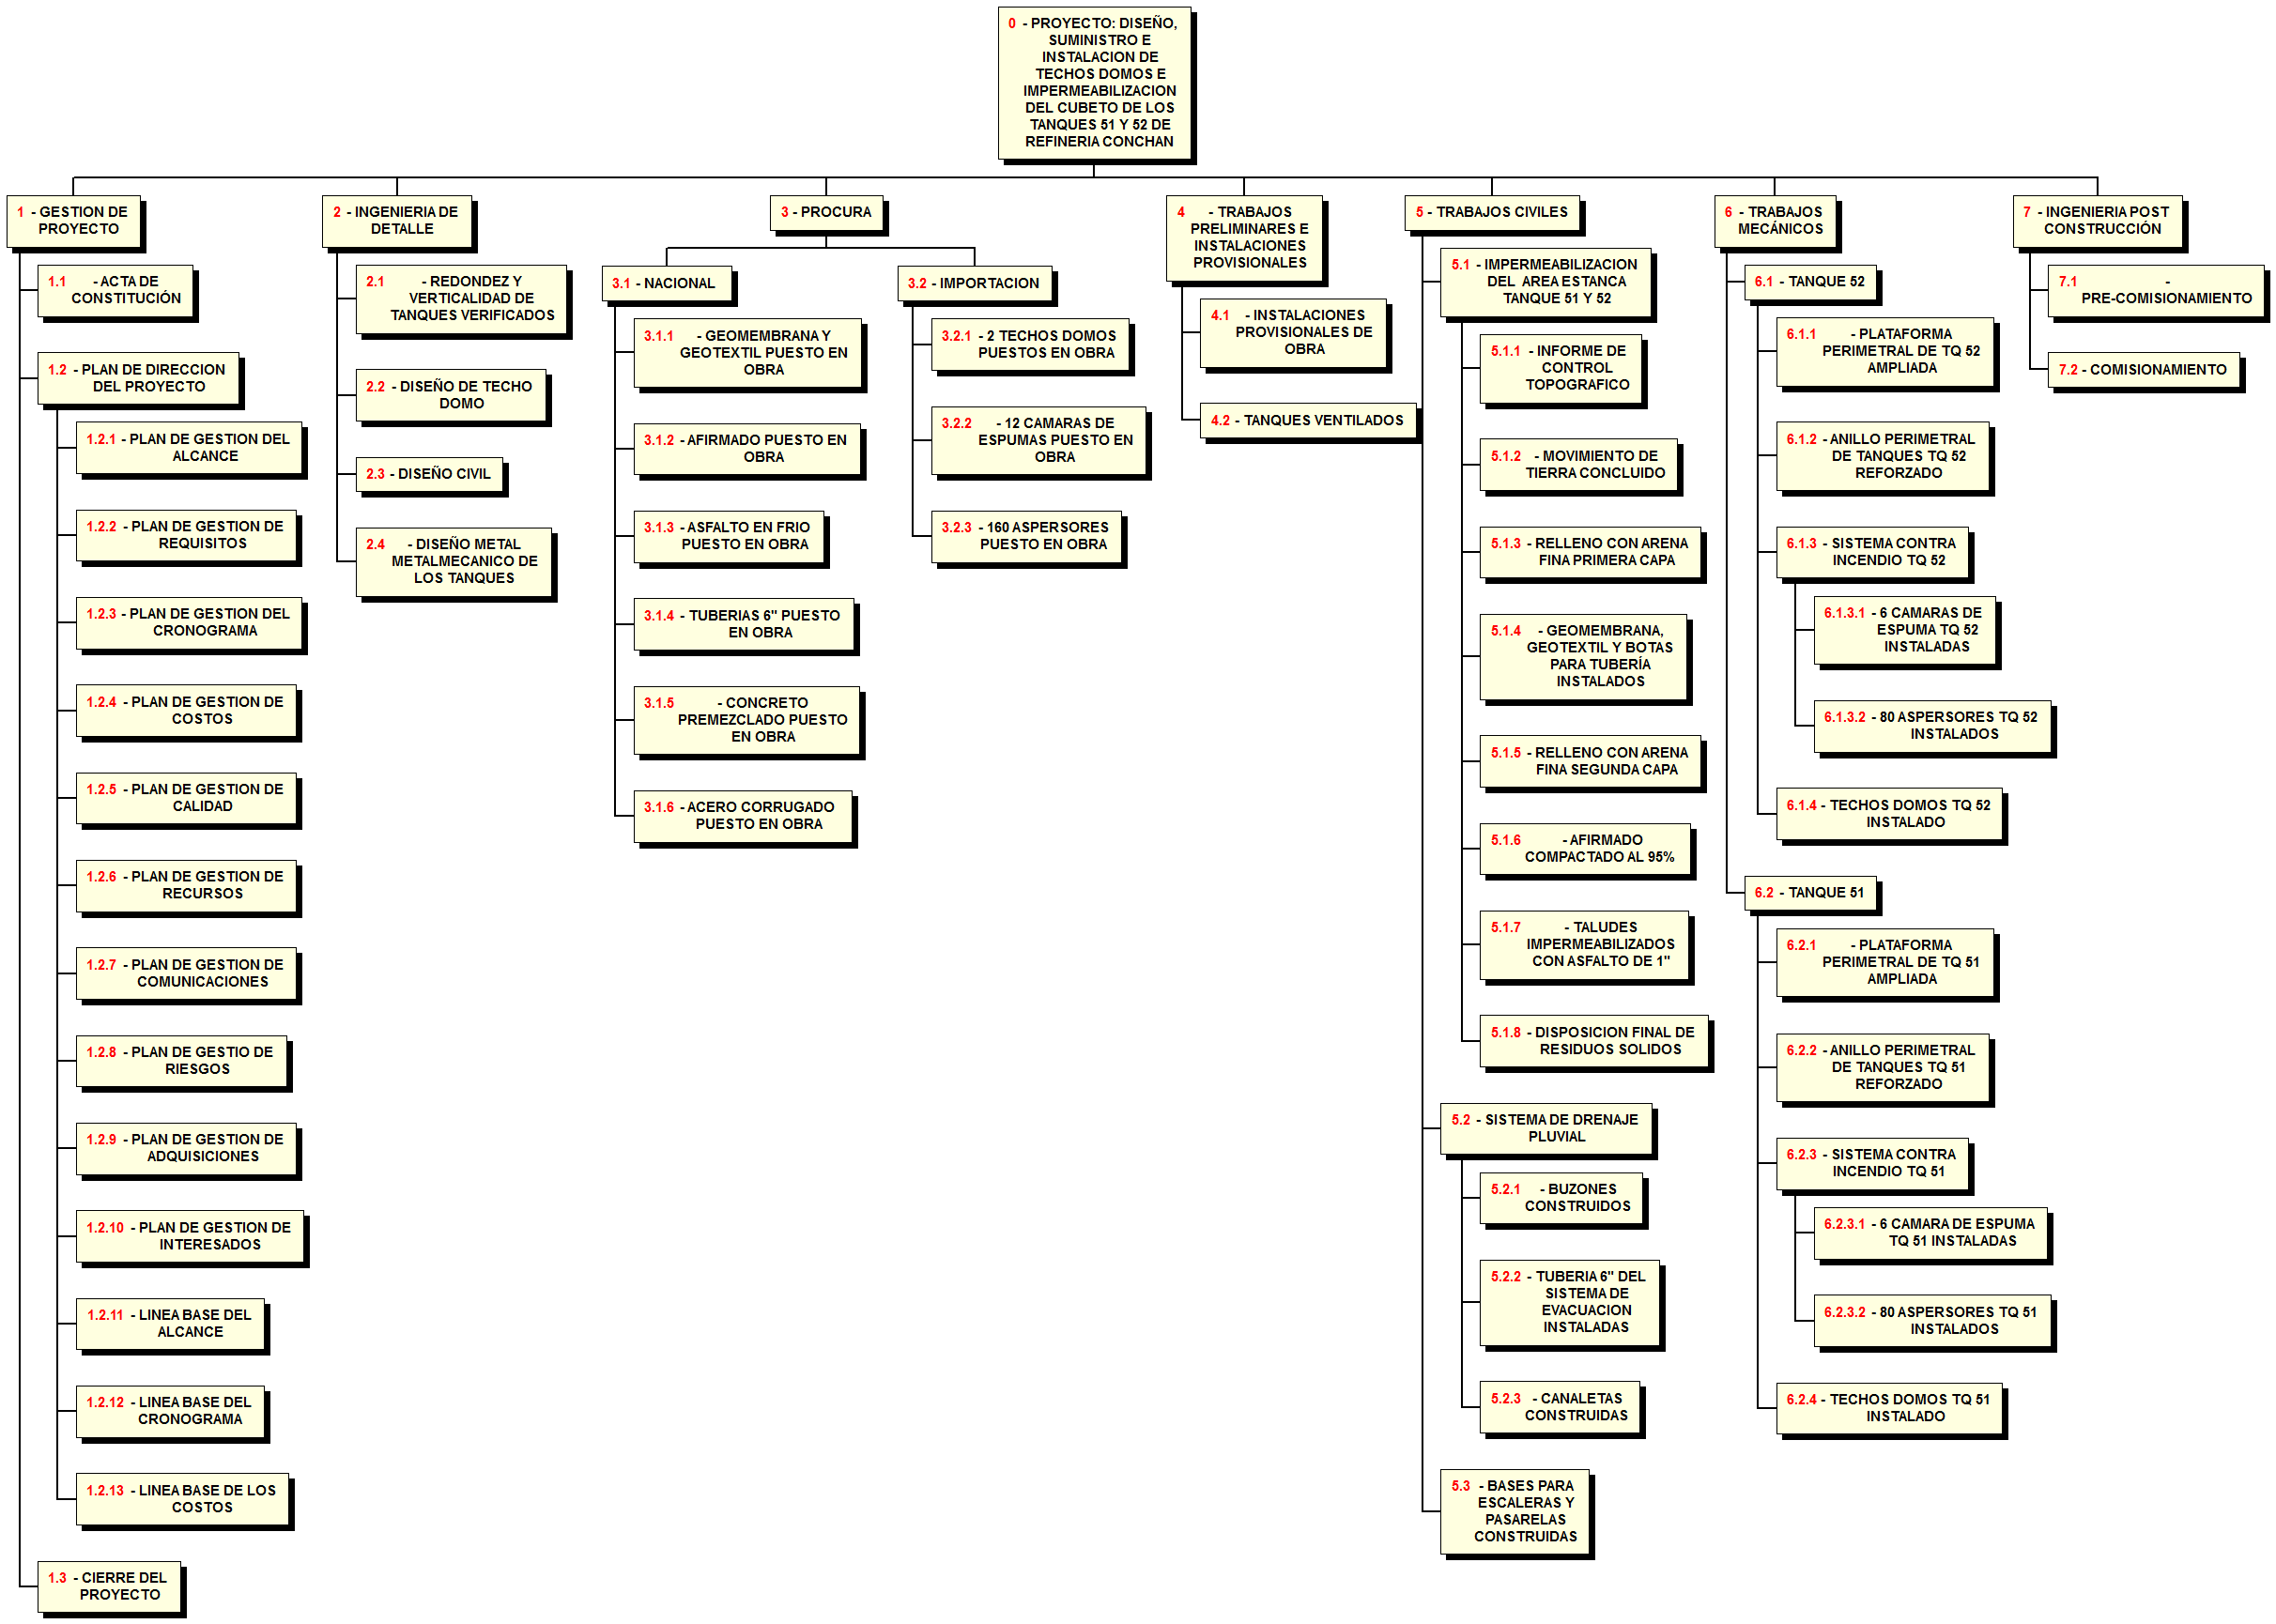 0 - PROYECTO: DISEÑO,
SUMINISTRO E
INSTALACION DE
TECHOS DOMOS E
IMPERMEABILIZACION
DEL CUBETO DE LOS
TANQUES 51 Y 52 DE
REFINERIA CONCHAN
1 - GESTION DE
PROYECTO
1.1 - ACTA DE
CONSTITUCIÓN
1.2 - PLAN DE DIRECCION
DEL PROYECTO
1.2.1 - PLAN DE GESTION DEL
ALCANCE
1.2.2 - PLAN DE GESTION DE
REQUISITOS
1.2.3 - PLAN DE GESTION DEL
CRONOGRAMA
1.2.4 - PLAN DE GESTION DE
COSTOS
1.2.5 - PLAN DE GESTION DE
CALIDAD
1.2.6 - PLAN DE GESTION DE
RECURSOS
1.2.7 - PLAN DE GESTION DE
COMUNICACIONES
1.2.8 - PLAN DE GESTIO DE
RIESGOS
1.2.9 - PLAN DE GESTION DE
ADQUISICIONES
1.2.10 - PLAN DE GESTION DE
INTERESADOS
1.2.11 - LINEA BASE DEL
ALCANCE
1.2.12 - LINEA BASE DEL
CRONOGRAMA
1.2.13 - LINEA BASE DE LOS
COSTOS
1.3 - CIERRE DEL
PROYECTO
2 - INGENIERIA DE
DETALLE
2.1 - REDONDEZ Y
VERTICALIDAD DE
TANQUES VERIFICADOS
2.2 - DISEÑO DE TECHO
DOMO
2.3 - DISEÑO CIVIL
2.4 - DISEÑO METAL
METALMECANICO DE
LOS TANQUES
3 - PROCURA
3.1 - NACIONAL
3.1.1 - GEOMEMBRANA Y
GEOTEXTIL PUESTO EN
OBRA
3.1.2 - AFIRMADO PUESTO EN
OBRA
3.1.3 - ASFALTO EN FRIO
PUESTO EN OBRA
3.1.4 - TUBERIAS 6" PUESTO
EN OBRA
3.1.5 - CONCRETO
PREMEZCLADO PUESTO
EN OBRA
3.1.6 - ACERO CORRUGADO
PUESTO EN OBRA
3.2 - IMPORTACION
3.2.1 - 2 TECHOS DOMOS
PUESTOS EN OBRA
3.2.2 - 12 CAMARAS DE
ESPUMAS PUESTO EN
OBRA
3.2.3 - 160 ASPERSORES
PUESTO EN OBRA
4 - TRABAJOS
PRELIMINARES E
INSTALACIONES
PROVISIONALES
4.1 - INSTALACIONES
PROVISIONALES DE
OBRA
4.2 - TANQUES VENTILADOS
5 - TRABAJOS CIVILES
5.1 - IMPERMEABILIZACION
DEL AREA ESTANCA
TANQUE 51 Y 52
5.1.1 - INFORME DE
CONTROL
TOPOGRAFICO
5.1.2 - MOVIMIENTO DE
TIERRA CONCLUIDO
5.1.3 - RELLENO CON ARENA
FINA PRIMERA CAPA
5.1.4 - GEOMEMBRANA,
GEOTEXTIL Y BOTAS
PARA TUBERÍA
INSTALADOS
5.1.5 - RELLENO CON ARENA
FINA SEGUNDA CAPA
5.1.6 - AFIRMADO
COMPACTADO AL 95%
5.1.7 - TALUDES
IMPERMEABILIZADOS
CON ASFALTO DE 1"
5.1.8 - DISPOSICION FINAL DE
RESIDUOS SOLIDOS
5.2 - SISTEMA DE DRENAJE
PLUVIAL
5.2.1 - BUZONES
CONSTRUIDOS
5.2.2 - TUBERIA 6" DEL
SISTEMA DE
EVACUACION
INSTALADAS
5.2.3 - CANALETAS
CONSTRUIDAS
5.3 - BASES PARA
ESCALERAS Y
PASARELAS
CONSTRUIDAS
6 - TRABAJOS
MECÁNICOS
6.1 - TANQUE 52
6.1.1 - PLATAFORMA
PERIMETRAL DE TQ 52
AMPLIADA
6.1.2 - ANILLO PERIMETRAL
DE TANQUES TQ 52
REFORZADO
6.1.3 - SISTEMA CONTRA
INCENDIO TQ 52
6.1.3.1 - 6 CAMARAS DE
ESPUMA TQ 52
INSTALADAS
6.1.3.2 - 80 ASPERSORES TQ 52
INSTALADOS
6.1.4 - TECHOS DOMOS TQ 52
INSTALADO
6.2 - TANQUE 51
6.2.1 - PLATAFORMA
PERIMETRAL DE TQ 51
AMPLIADA
6.2.2 - ANILLO PERIMETRAL
DE TANQUES TQ 51
REFORZADO
6.2.3 - SISTEMA CONTRA
INCENDIO TQ 51
6.2.3.1 - 6 CAMARA DE ESPUMA
TQ 51 INSTALADAS
6.2.3.2 - 80 ASPERSORES TQ 51
INSTALADOS
6.2.4 - TECHOS DOMOS TQ 51
INSTALADO
7 - INGENIERIA POST
CONSTRUCCIÓN
7.1 -
PRE-COMISIONAMIENTO
7.2 - COMISIONAMIENTO